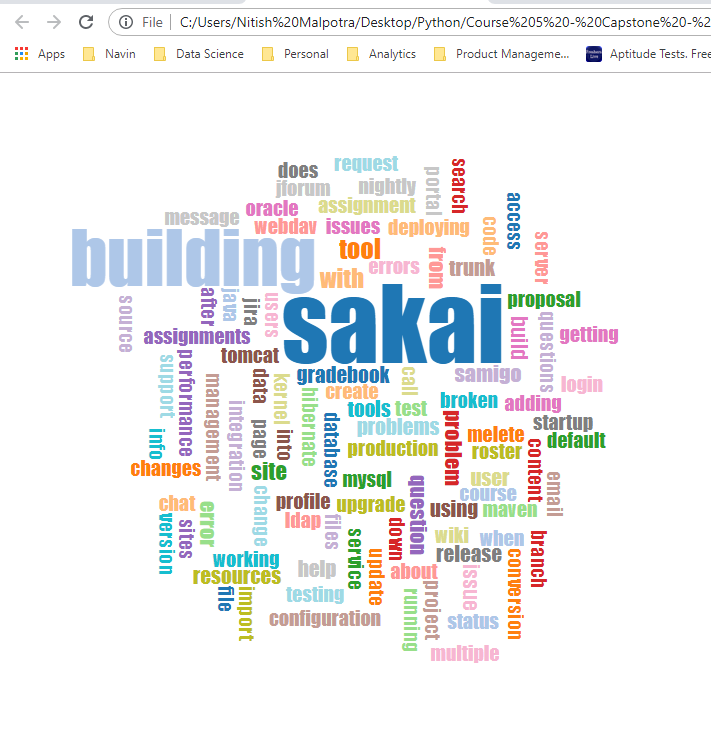 File | C:/Users/Nitish%20Malpotra/Desktop/Python/Course%205%20-%20Capstone%20-%2
Apps Navin Data Science Personal Analytics Product Manageme... Aptitude Tests. Free
does
request
jforum
nightly
portal
search
oracle
assignment
access
message
webdav
issues
deploying
code
server
building
tool
from
with
errors
trunk
source
after
java
jira
users
sakai
proposal
assignments
build
questions
getting
tomcat
performance
support
gradebook
samigo
login
management
data
kernel
create
call
hibernate
broken
adding
integration
tools
test
startup
info
page
into
database
problems
problem
melete
default
changes
site
production
roster
content
mysql
user
email
chat
error
change
profile
upgrade
question
using
course
maven
version
sites
ldap
files
down
wiki
when
branch
working
service
release
resources
help
update
about
issue
conversion
file
import
testing
running
project
configuration
status
multiple